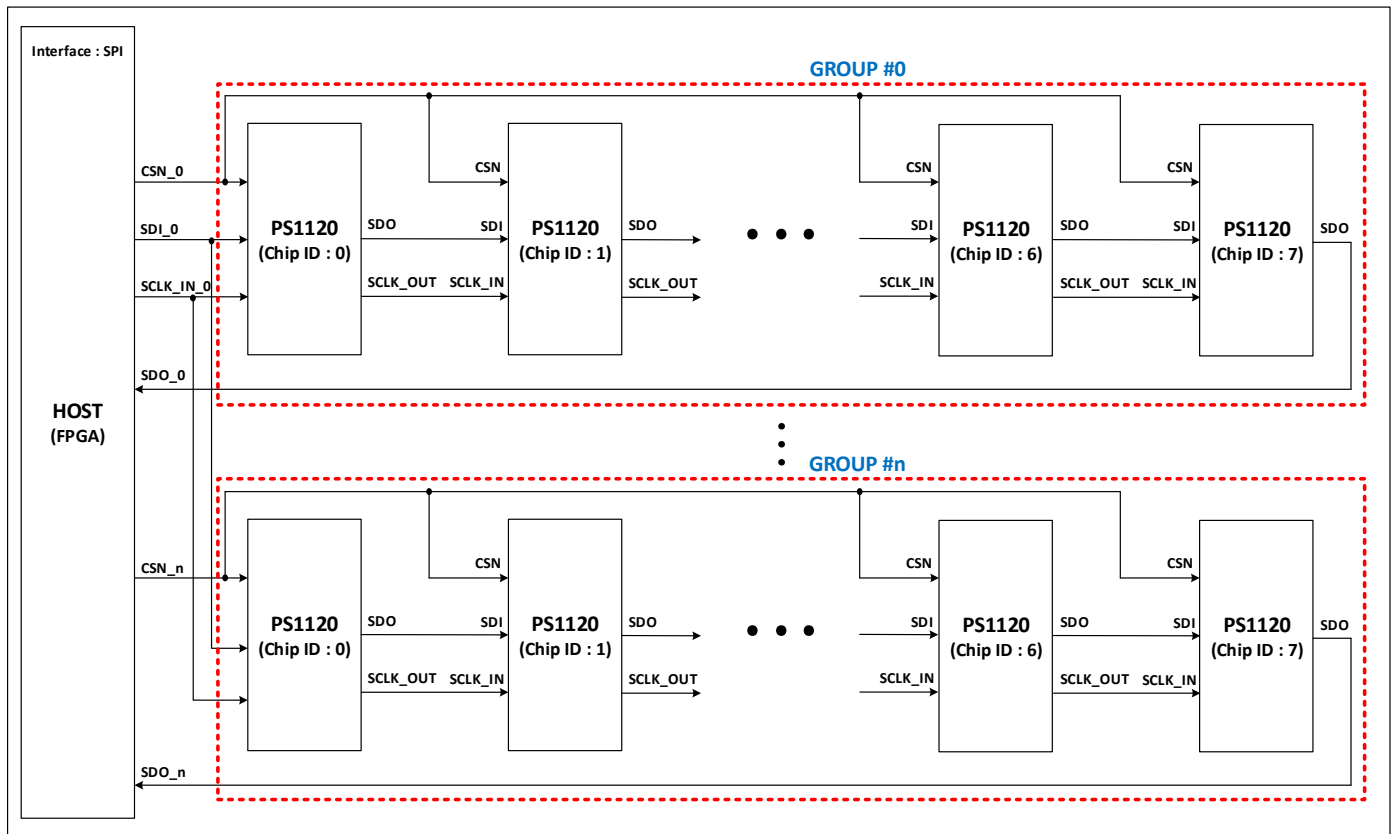 Interface : SPI
GROUP #0
CSN_0
CSN
CSN
CSN
SDI_0
PS1120
(Chip ID : 0)
SDO
SDI
PS1120
(Chip ID : 1)
SDO
SDI
PS1120
(Chip ID : 6)
SDO
SDI
PS1120
(Chip ID : 7)
SDO
SCLK_IN_0
SCLK_OUT
SCLK_IN
SCLK_OUT
SCLK_IN
SCLK_OUT
SCLK_IN
SDO_0
HOST
(FPGA)
GROUP #n
CSN_n
CSN
CSN
CSN
PS1120
(Chip ID : 0)
SDO
SDI
PS1120
(Chip ID : 1)
SDO
SDI
PS1120
(Chip ID : 6)
SDO
SDI
PS1120
(Chip ID : 7)
SDO
SCLK_OUT
SCLK_IN
SCLK_OUT
SCLK_IN
SCLK_OUT
SCLK_IN
SDO_n